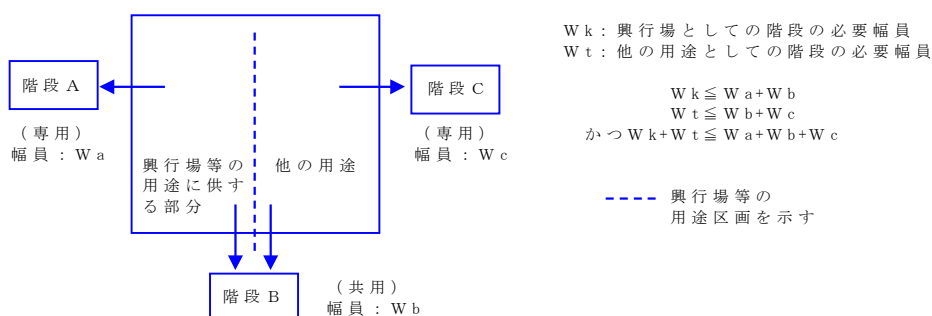 Wk：興行場としての階段の必要幅員
Wt：他の用途としての階段の必要幅員
Wk≦Wa+Wb
Wt≦Wb+Wc
かつWk+Wt≦Wa+Wb+Wc
興行場等の
用途区画を示す
階段A
（専用）
幅員：Wa
興行場等の
用途に供す
る部分
他の用途
階段C
（専用）
幅員：Wc
階段B
（共用）
幅員：Wb